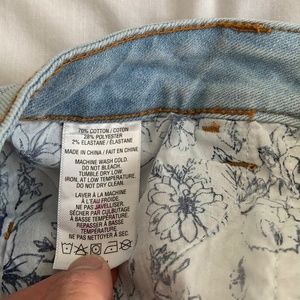 70% COTTON / COTON
28% POLYESTER
2% ELASTANE / ELASTANE
MADE IN CHINA / FAIT EN CHINE
MACHINE WASH COLD.
DO NOT BLEACH.
TUMBLE DRY LOW.
IRON, AT LOW TEMPERATURE.
DO NOT DRY CLEAN.
LAVER À LA MACHINE
À L'EAU FROIDE
NE PAS JAVELLISER.
SÉCHER PAR CULBUTAGE
À BASSE TEMPÉRATURE.
REPASSER À BASSE
TEMPÉRATURE.
NE PAS NETTOYER À SEC.